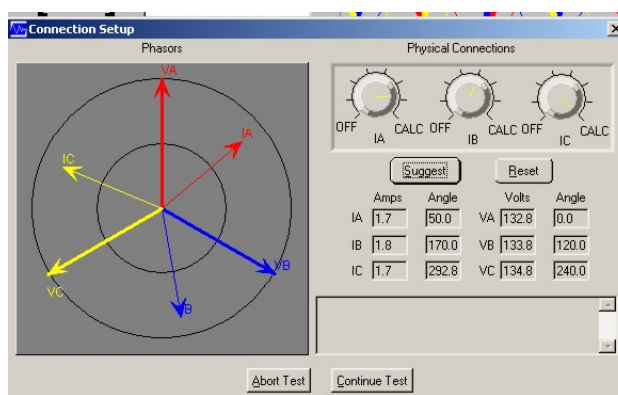 Connection Setup
Phasors
VA
IA
IC
VB
VC
B
Physical Connections
OFF IA CALC OFF IB CALC OFF IC CALC
Suggest Reset
Amps Angle Volts Angle
IA 1.7 50.0 VA 132.8 0.0
IB 1.8 170.0 VB 133.8 120.0
IC 1.7 292.8 VC 134.8 240.0
Abort Test Continue Test